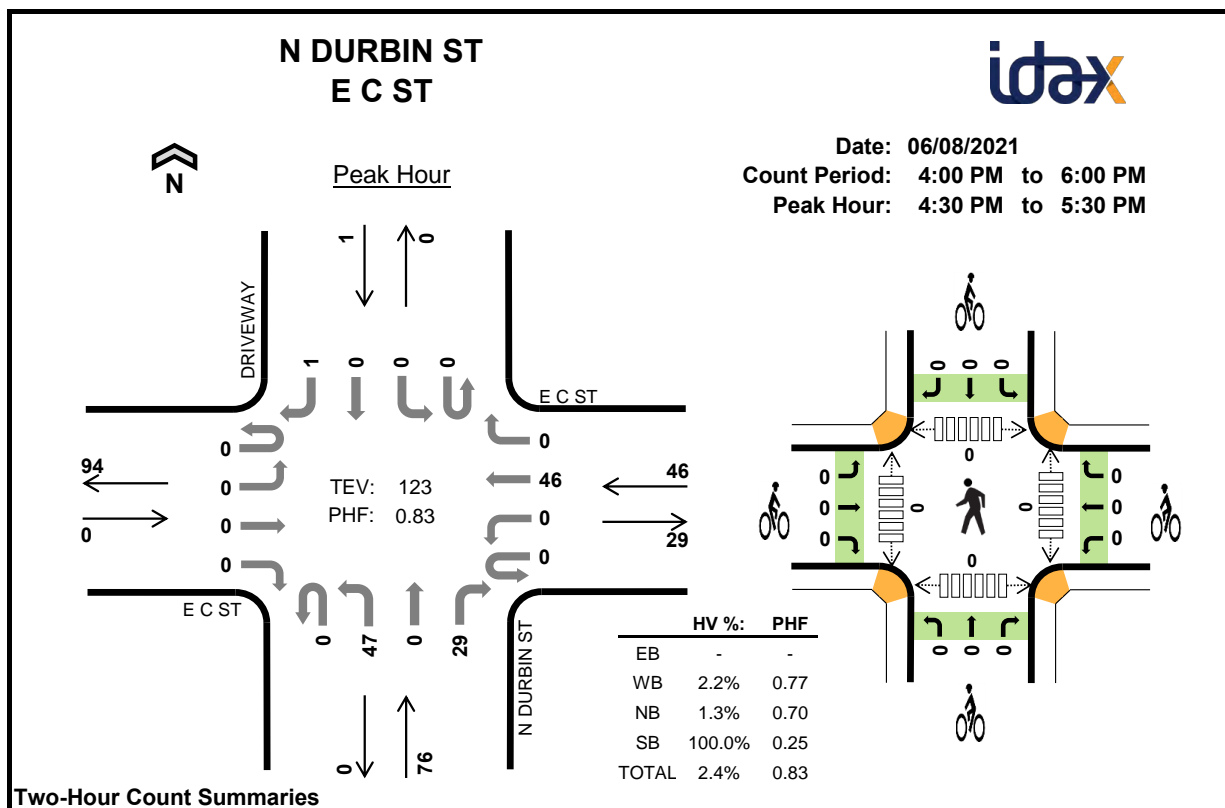 N DURBIN ST
E C ST
idax
Date: 06/08/2021
Count Period: 4:00 PM to 6:00 PM
Peak Hour: 4:30 PM to 5:30 PM
N
Peak Hour
1
0
DRIVEWAY
1 0 0 0
E C ST
0
0
0
0
94
0
TEV: 123
PHF: 0.83
0
46
0
0
46
29
E C ST
0 47 0 29
N DURBIN ST
0
76
0 0 0
0
0
0
0
0
0
0
0
0
0
0 0 0
HV %: PHF
EB - -
WB 2.2% 0.77
NB 1.3% 0.70
SB 100.0% 0.25
TOTAL 2.4% 0.83
Two-Hour Count Summaries